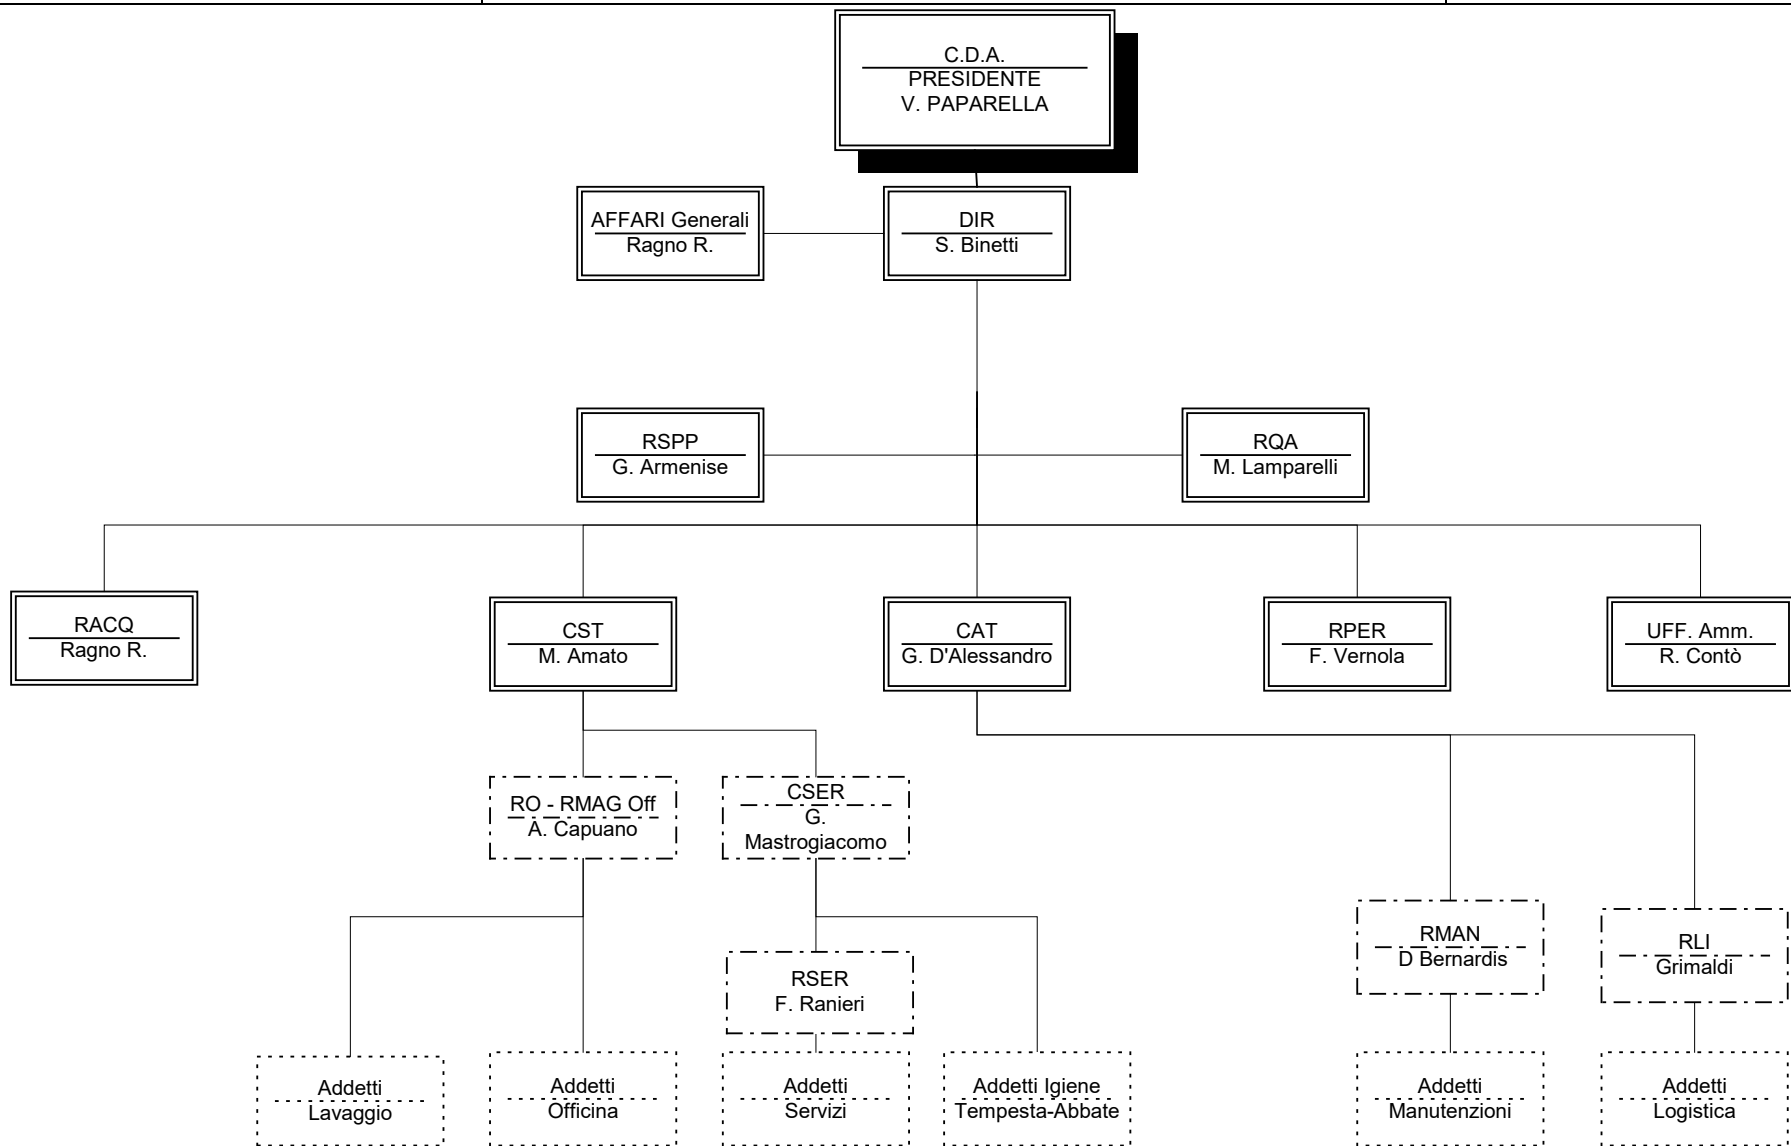 C.D.A.
PRESIDENTE
V. PAPARELLA
AFFARI Generali
Ragno R.
DIR
S. Binetti
RSPP
G. Armenise
RQA
M. Lamparelli
RACQ
Ragno R.
CST
M. Amato
CAT
G. D'Alessandro
RPER
F. Vernola
UFF. Amm.
R. Contò
RO - RMAG Off
A. Capuano
CSER
G.
Mastrogiacomo
RMAN
D Bernardis
RLI
Grimaldi
RSER
F. Ranieri
Addetti
Lavaggio
Addetti
Officina
Addetti
Servizi
Addetti Igiene
Tempesta-Abbate
Addetti
Manutenzioni
Addetti
Logistica